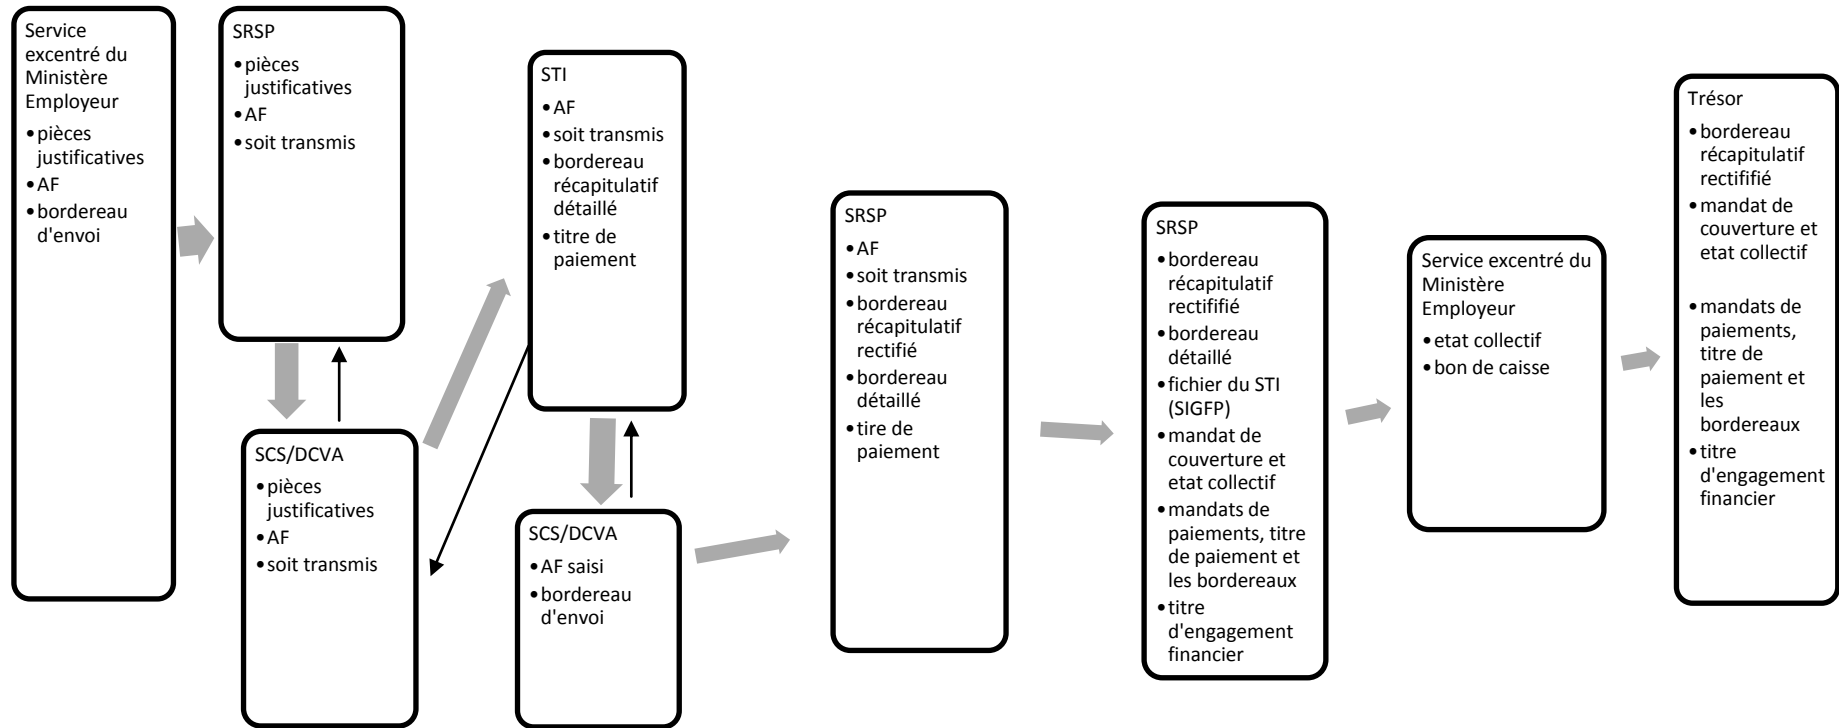 Service
excentré du
Ministère
Employeur
•pièces
justificatives
•AF
•bordereau
d'envoi
SRSP
•pièces
justificatives
•AF
•soit transmis
SCS/DCVA
•pièces
justificatives
•AF
•soit transmis
STI
•AF
•soit transmis
•bordereau
récapitulatif
détaillé
•titre de
paiement
SCS/DCVA
•AF saisi
•bordereau
d'envoi
SRSP
•AF
•soit transmis
•bordereau
récapitulatif
rectifié
•bordereau
détaillé
•tire de
paiement
SRSP
•bordereau
récapitulatif
rectififié
•bordereau
détaillé
•fichier du STI
(SIGFP)
•mandat de
couverture et
etat collectif
•mandats de
paiements, titre
de paiement et
les bordereaux
•titre
d'engagement
financier
Service excentré du
Ministère
Employeur
•etat collectif
•bon de caisse
Trésor
•bordereau
récapitulatif
rectififié
•mandat de
couverture et
etat collectif
•mandats de
paiements,
titre de
paiement et
les
bordereaux
•titre
d'engagement
financier